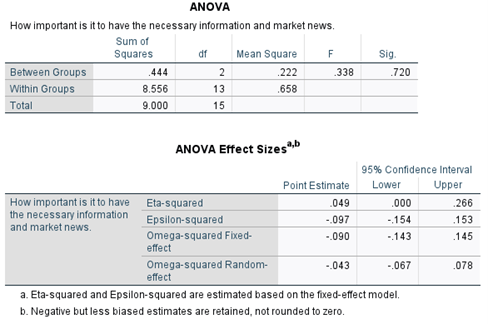 ANOVA
How important is it to have the necessary information and market news.
Sum of Squares df Mean Square F Sig.
Between Groups .444 2 .222 .338 .720
Within Groups 8.556 13 .658
Total 9.000 15
ANOVA Effect Sizesa,b
95% Confidence Interval
Point Estimate Lower Upper
How important is it to have the necessary information and market news.
Eta-squared .049 .000 .266
Epsilon-squared -.097 -.154 .153
Omega-squared Fixed-effect -.090 -.143 .145
Omega-squared Random-effect -.043 -.067 .078
a. Eta-squared and Epsilon-squared are estimated based on the fixed-effect model.
b. Negative but less biased estimates are retained, not rounded to zero.